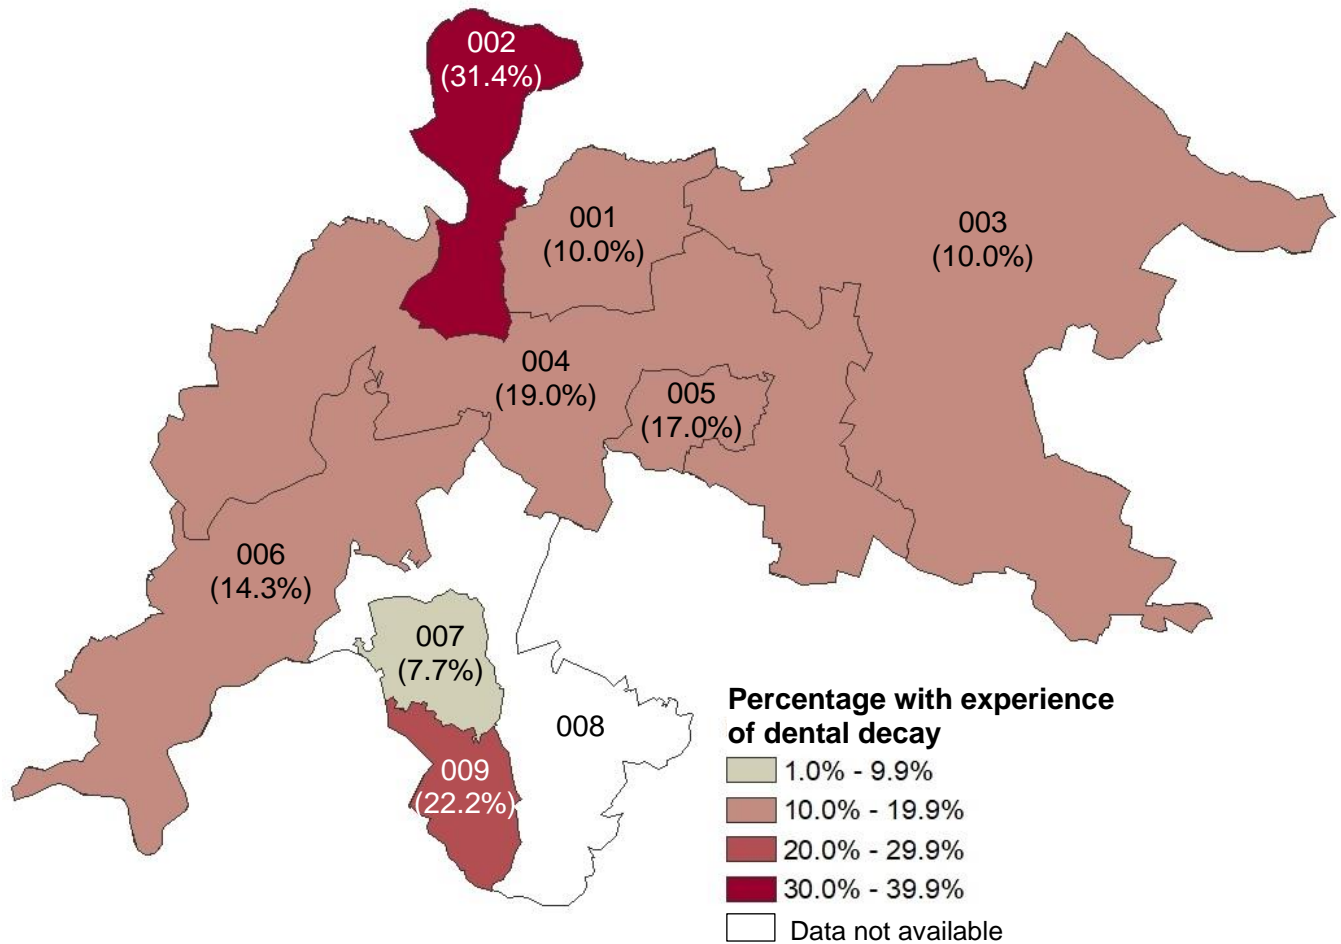 002
(31.4%)
001
(10.0%)
003
(10.0%)
004
(19.0%)
005
(17.0%)
006
(14.3%)
007
(7.7%)
008
009
(22.2%)
Percentage with experience
of dental decay
1.0% - 9.9%
10.0% - 19.9%
20.0% - 29.9%
30.0% - 39.9%
Data not available